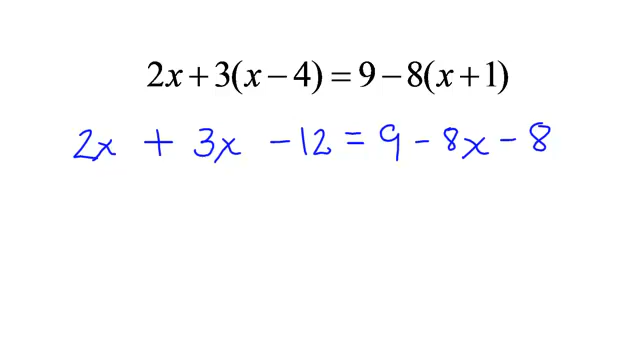 2x + 3(x − 4) = 9 − 8(x + 1)
2x + 3x - 12 = 9 - 8x - 8